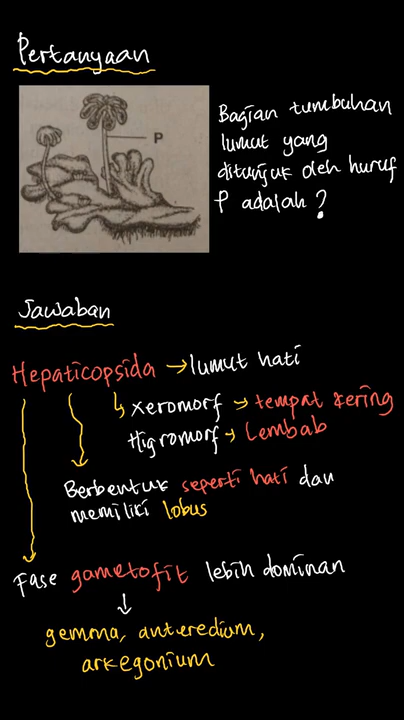 Pertanyaan
P
Bagian tumbuhan
lumut yang
ditunjuk oleh huruf
P adalah ?
Jawaban
Hepaticopsida → lumut hati
xeromorf → tempat kering
Higromorf → Lembab
Berbentuk seperti hati dan
memiliki lobus
Fase gametofit lebih dominan
gemma, anteredium,
arkegonium